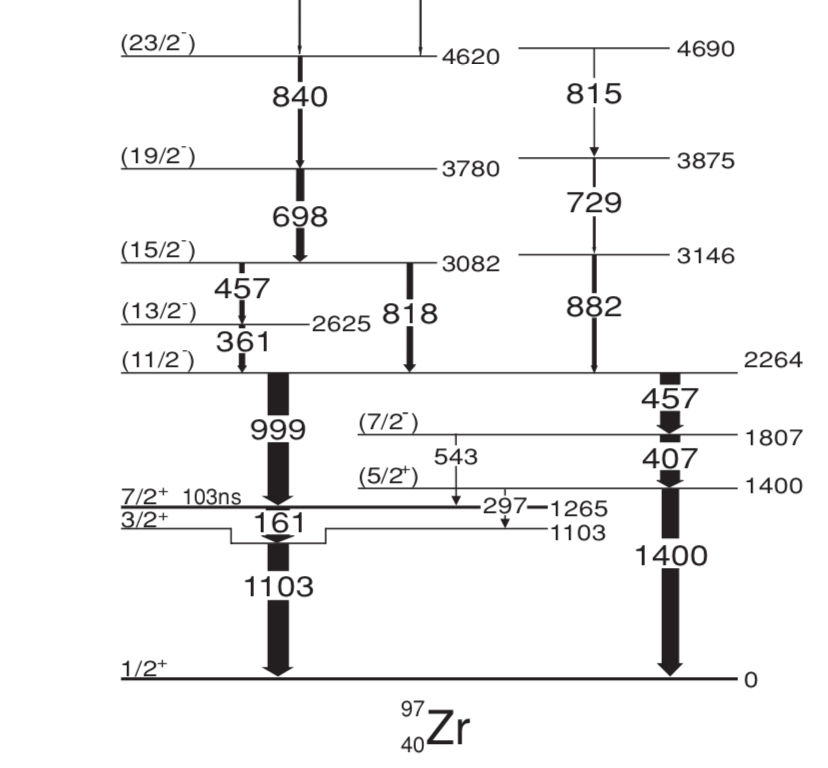 (23/2⁻) 4620 4690
840 815
(19/2⁻) 3780 3875
698 729
(15/2⁻) 3082 3146
457 818 882
(13/2⁻) 2625
361
(11/2⁻) 2264
999 457
(7/2⁻) 1807
543 407
(5/2⁺) 1400
7/2⁺ 103ns 297 1265
3/2⁺ 161 1103
1103 1400
1/2⁺ 0
⁹⁷₄₀Zr